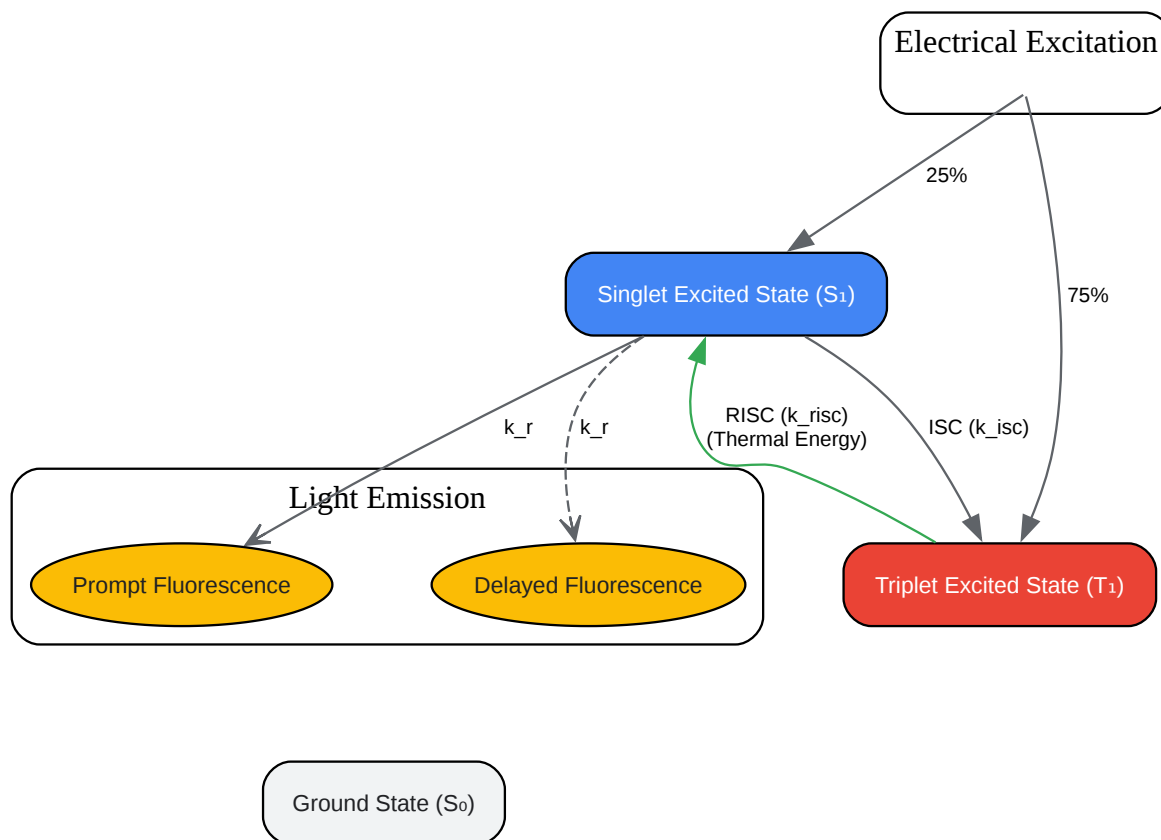 Electrical Excitation
25%
Singlet Excited State (S₁)
75%
RISC (k_risc)
(Thermal Energy)
k_r
k_r
ISC (k_isc)
Light Emission
Prompt Fluorescence
Delayed Fluorescence
Triplet Excited State (T₁)
Ground State (S₀)